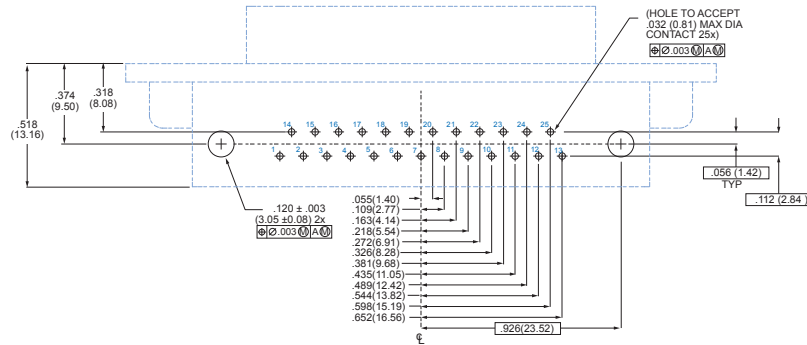 (HOLE TO ACCEPT
.032 (0.81) MAX DIA
CONTACT 25x)
⌖ Ø.003 Ⓜ A Ⓜ
.518
(13.16)
.374
(9.50)
.318
(8.08)
14 15 16 17 18 19 20 21 22 23 24 25
1 2 3 4 5 6 7 8 9 10 11 12 13
.056 (1.42)
TYP
.112 (2.84)
.120 ± .003
(3.05 ±0.08) 2x
⌖ Ø.003 Ⓜ A Ⓜ
.055(1.40)
.109(2.77)
.163(4.14)
.218(5.54)
.272(6.91)
.326(8.28)
.381(9.68)
.435(11.05)
.489(12.42)
.544(13.82)
.598(15.19)
.652(16.56)
.926(23.52)
℄